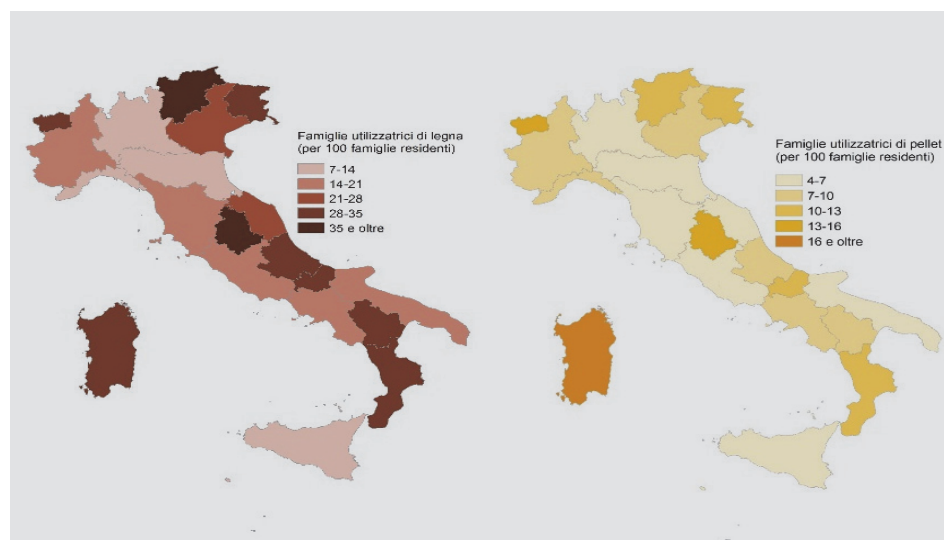 Famiglie utilizzatrici di legna
(per 100 famiglie residenti)
7-14
14-21
21-28
28-35
35 e oltre
Famiglie utilizzatrici di pellet
(per 100 famiglie residenti)
4-7
7-10
10-13
13-16
16 e oltre